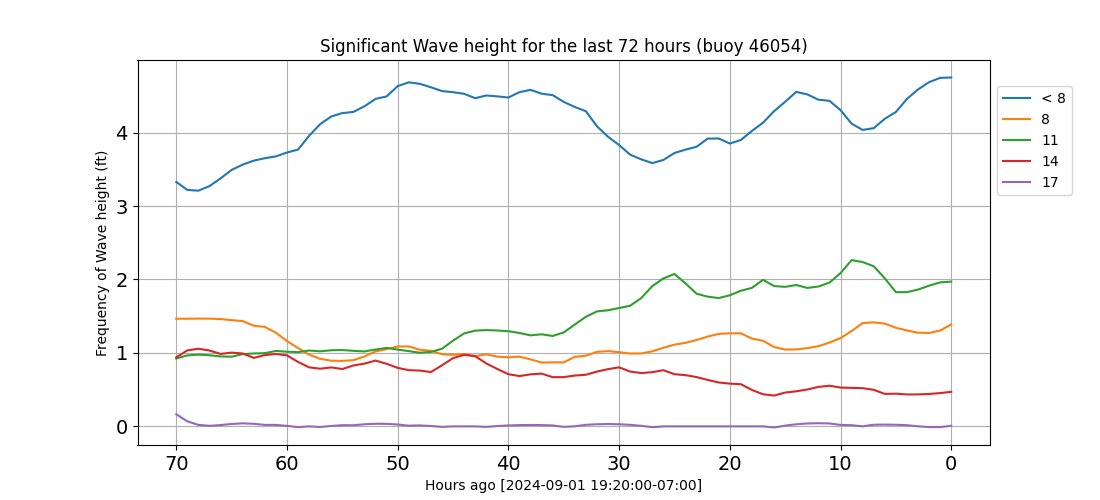 Significant Wave height for the last 72 hours (buoy 46054)
Frequency of Wave height (ft)
4
3
2
1
0
70 60 50 40 30 20 10 0
Hours ago [2024-09-01 19:20:00-07:00]
< 8
8
11
14
17